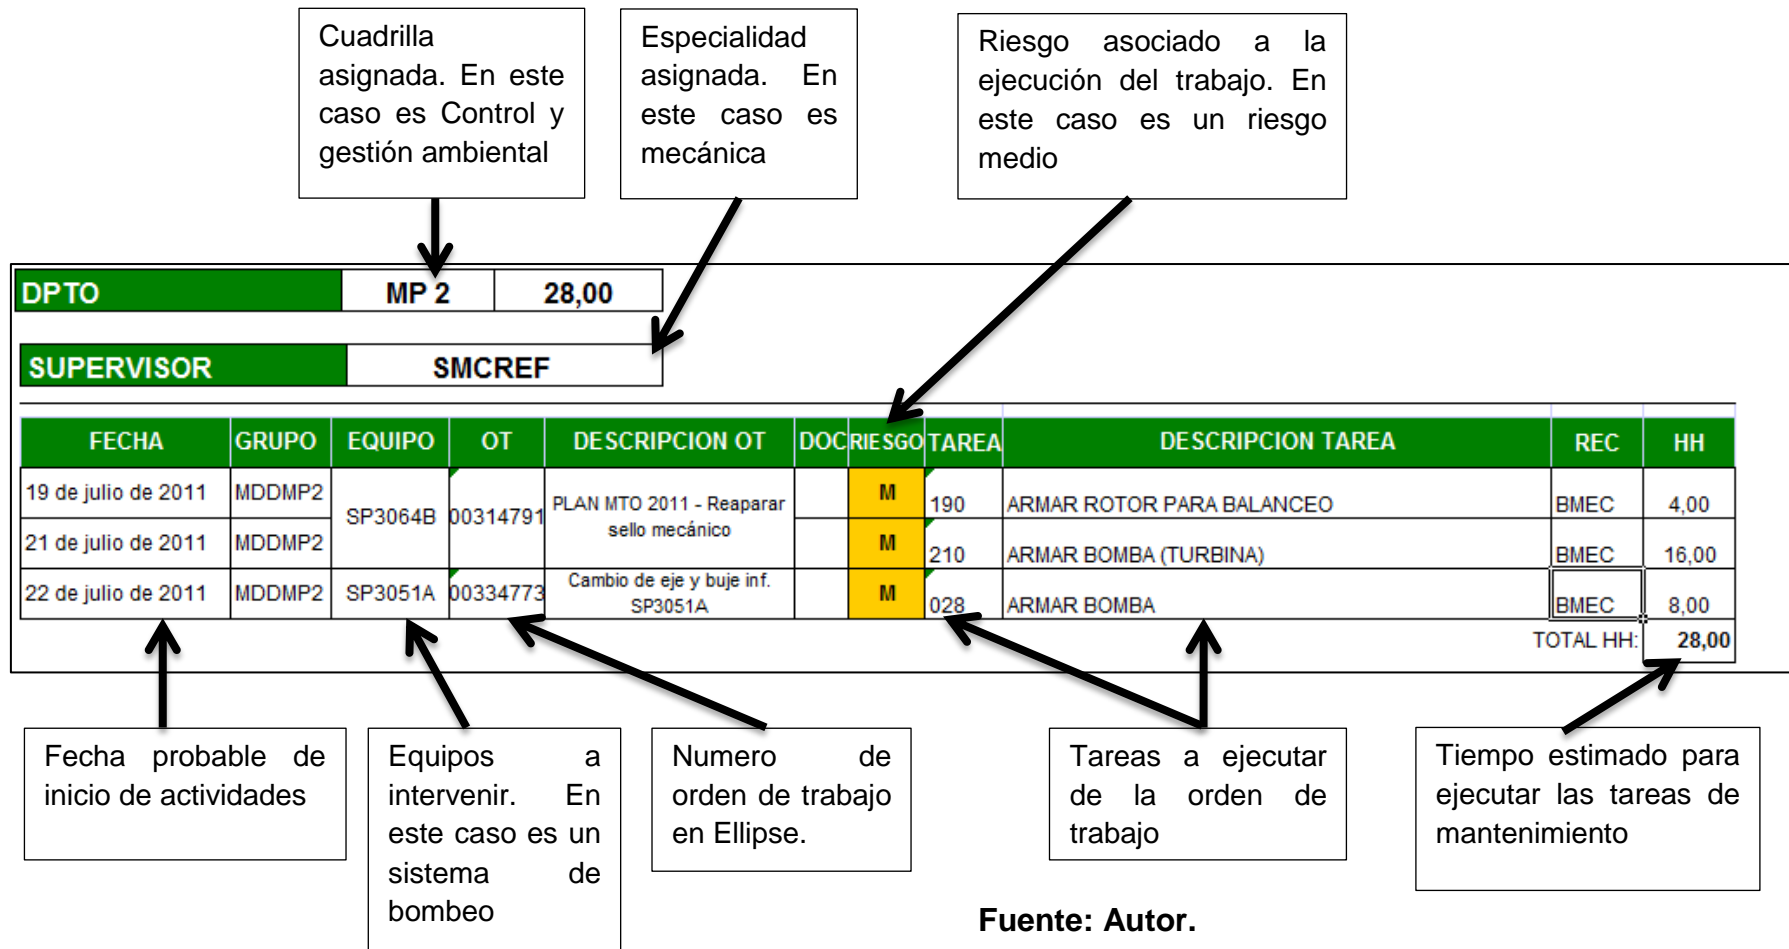 Cuadrilla
asignada. En este
caso es Control y
gestión ambiental
Especialidad
asignada. En
este caso es
mecánica
Riesgo asociado a la
ejecución del trabajo. En
este caso es un riesgo
medio
DPTO MP 2 28,00
SUPERVISOR SMCREF
FECHA GRUPO EQUIPO OT DESCRIPCION OT DOC RIESGO TAREA DESCRIPCION TAREA REC HH
19 de julio de 2011 MDDMP2 SP3064B 00314791 PLAN MTO 2011 - Reaparar
sello mecánico
M 190 ARMAR ROTOR PARA BALANCEO BMEC 4,00
21 de julio de 2011 MDDMP2 M 210 ARMAR BOMBA (TURBINA) BMEC 16,00
22 de julio de 2011 MDDMP2 SP3051A 00334773 Cambio de eje y buje inf.
SP3051A
M 028 ARMAR BOMBA BMEC 8,00
TOTAL HH: 28,00
Fecha probable de
inicio de actividades
Equipos a
intervenir. En
este caso es un
sistema de
bombeo
Numero de
orden de trabajo
en Ellipse.
Tareas a ejecutar
de la orden de
trabajo
Tiempo estimado para
ejecutar las tareas de
mantenimiento
Fuente: Autor.